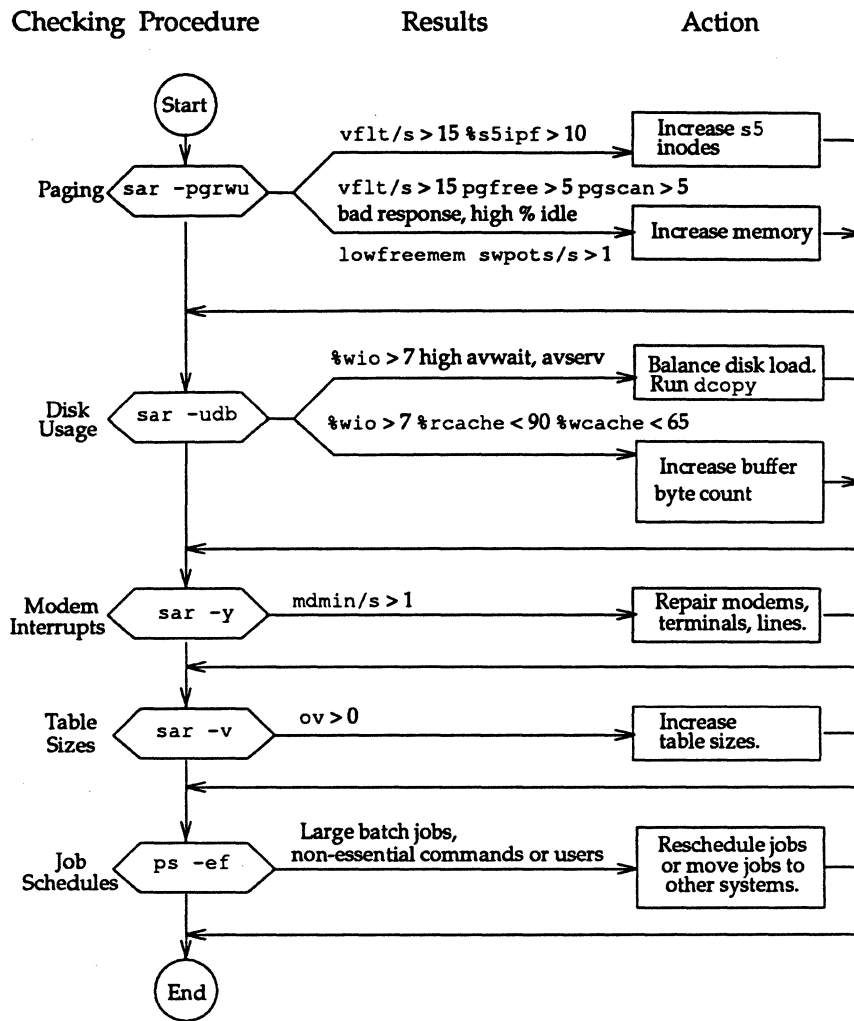 Checking Procedure Results Action
Start
vflt/s > 15 %s5ipf > 10
Increase s5
inodes
Paging
sar -pgrwu
vflt/s > 15 pgfree > 5 pgscan > 5
bad response, high % idle
Increase memory
lowfreemem swpots/s > 1
%wio > 7 high avwait, avserv
Balance disk load.
Run dcopy
Disk
Usage
sar -udb
%wio > 7 %rcache < 90 %wcache < 65
Increase buffer
byte count
Modem
Interrupts
sar -y
mdmin/s > 1
Repair modems,
terminals, lines.
Table
Sizes
sar -v
ov > 0
Increase
table sizes.
Job
Schedules
ps -ef
Large batch jobs,
non-essential commands or users
Reschedule jobs
or move jobs to
other systems.
End